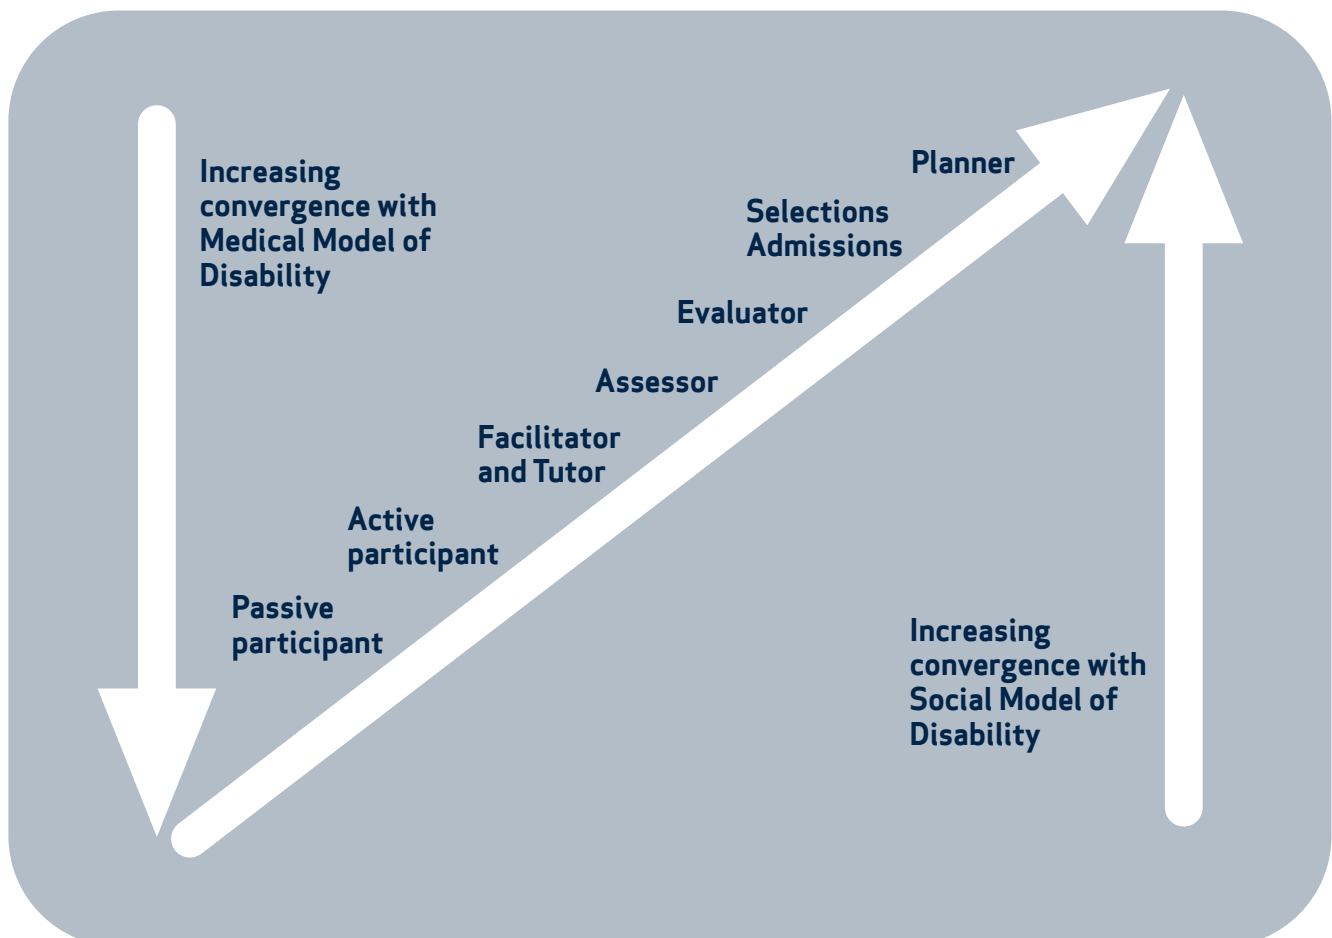 Increasing
convergence with
Medical Model of
Disability
Planner
Selections
Admissions
Evaluator
Assessor
Facilitator
and Tutor
Active
participant
Passive
participant
Increasing
convergence with
Social Model of
Disability